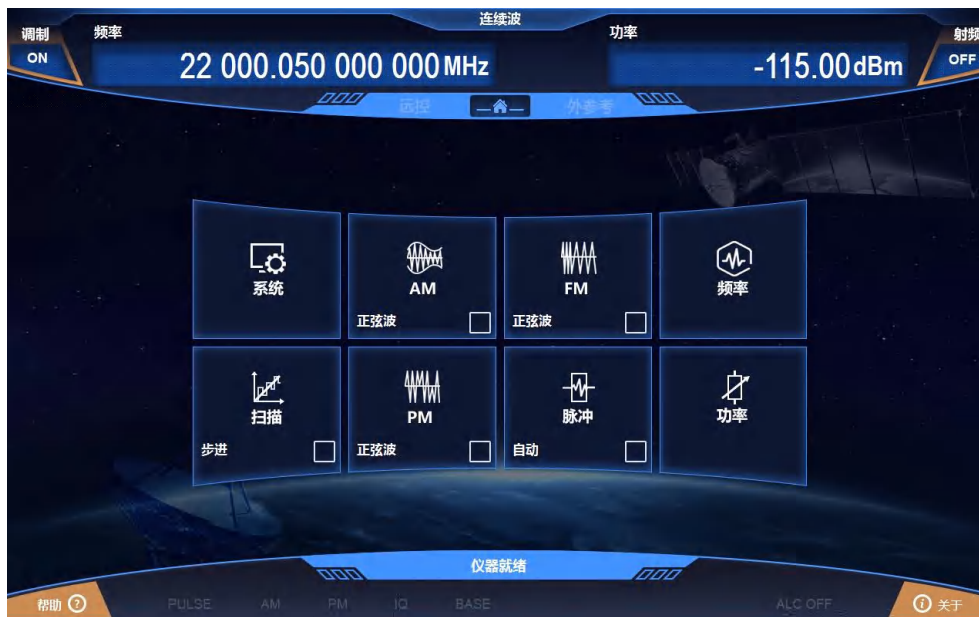 连续波
调制
频率
功率
射频
ON
22 000.050 000 000 MHz
-115.00 dBm
OFF
远控
外参考
系统
AM
正弦波
FM
正弦波
频率
扫描
步进
PM
正弦波
脉冲
自动
功率
仪器就绪
帮助
PULSE AM PM IQ BASE ALC OFF
关于